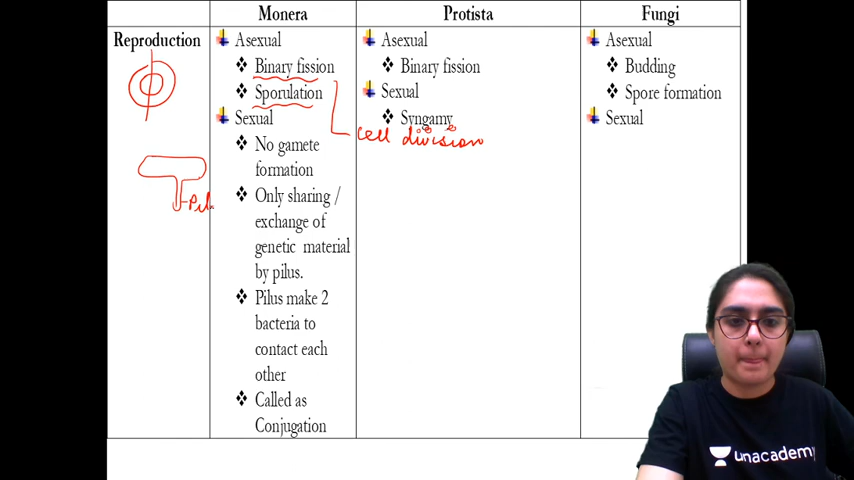 Monera Protista Fungi
Reproduction
Asexual
Binary fission
Sporulation
Sexual
No gamete
formation
Only sharing /
exchange of
genetic material
by pilus.
Pilus make 2
bacteria to
contact each
other
Called as
Conjugation
Asexual
Binary fission
Sexual
Syngamy
cell division
Asexual
Budding
Spore formation
Sexual
unacademy